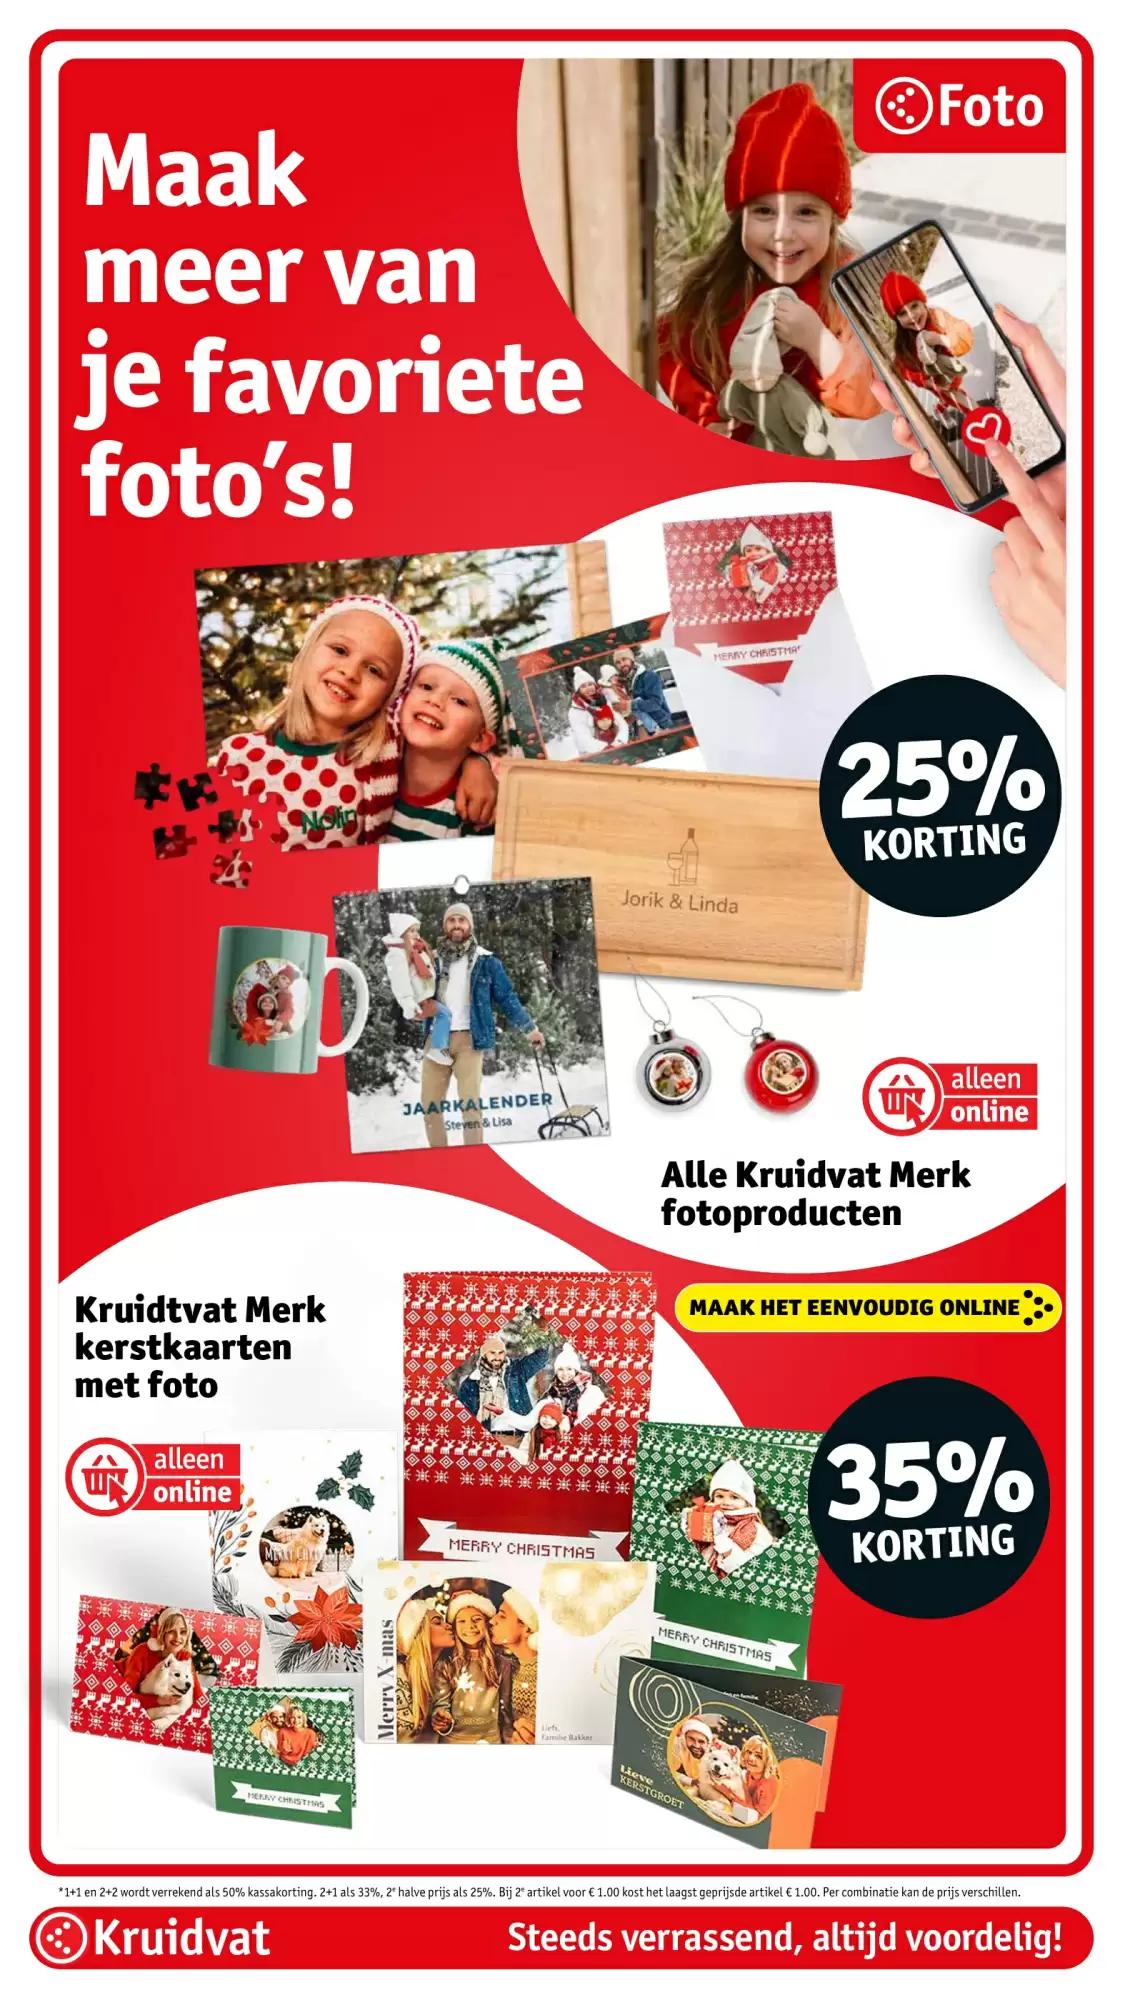 Foto
Maak
meer van
je favoriete
foto's!
MERRY CHRISTMA
Nolin
25%
KORTING
Jorik & Linda
JAARKALENDER
Steven & Lisa
alleen
online
Alle Kruidvat Merk
fotoproducten
MAAK HET EENVOUDIG ONLINE
Kruidtvat Merk
kerstkaarten
met foto
alleen
online
35%
KORTING
MERRY CHRISTMAS
MERRY CHRISTMAS
Merry X-mas
Liefs,
Familie Bakker
MERRY CHRISTMAS
Lieve
KERSTGROET
*1+1 en 2+2 wordt verrekend als 50% kassakorting. 2+1 als 33%, 2e halve prijs als 25%. Bij 2e artikel voor € 1.00 kost het laagst geprijsde artikel € 1.00. Per combinatie kan de prijs verschillen.
Kruidvat
Steeds verrassend, altijd voordelig!